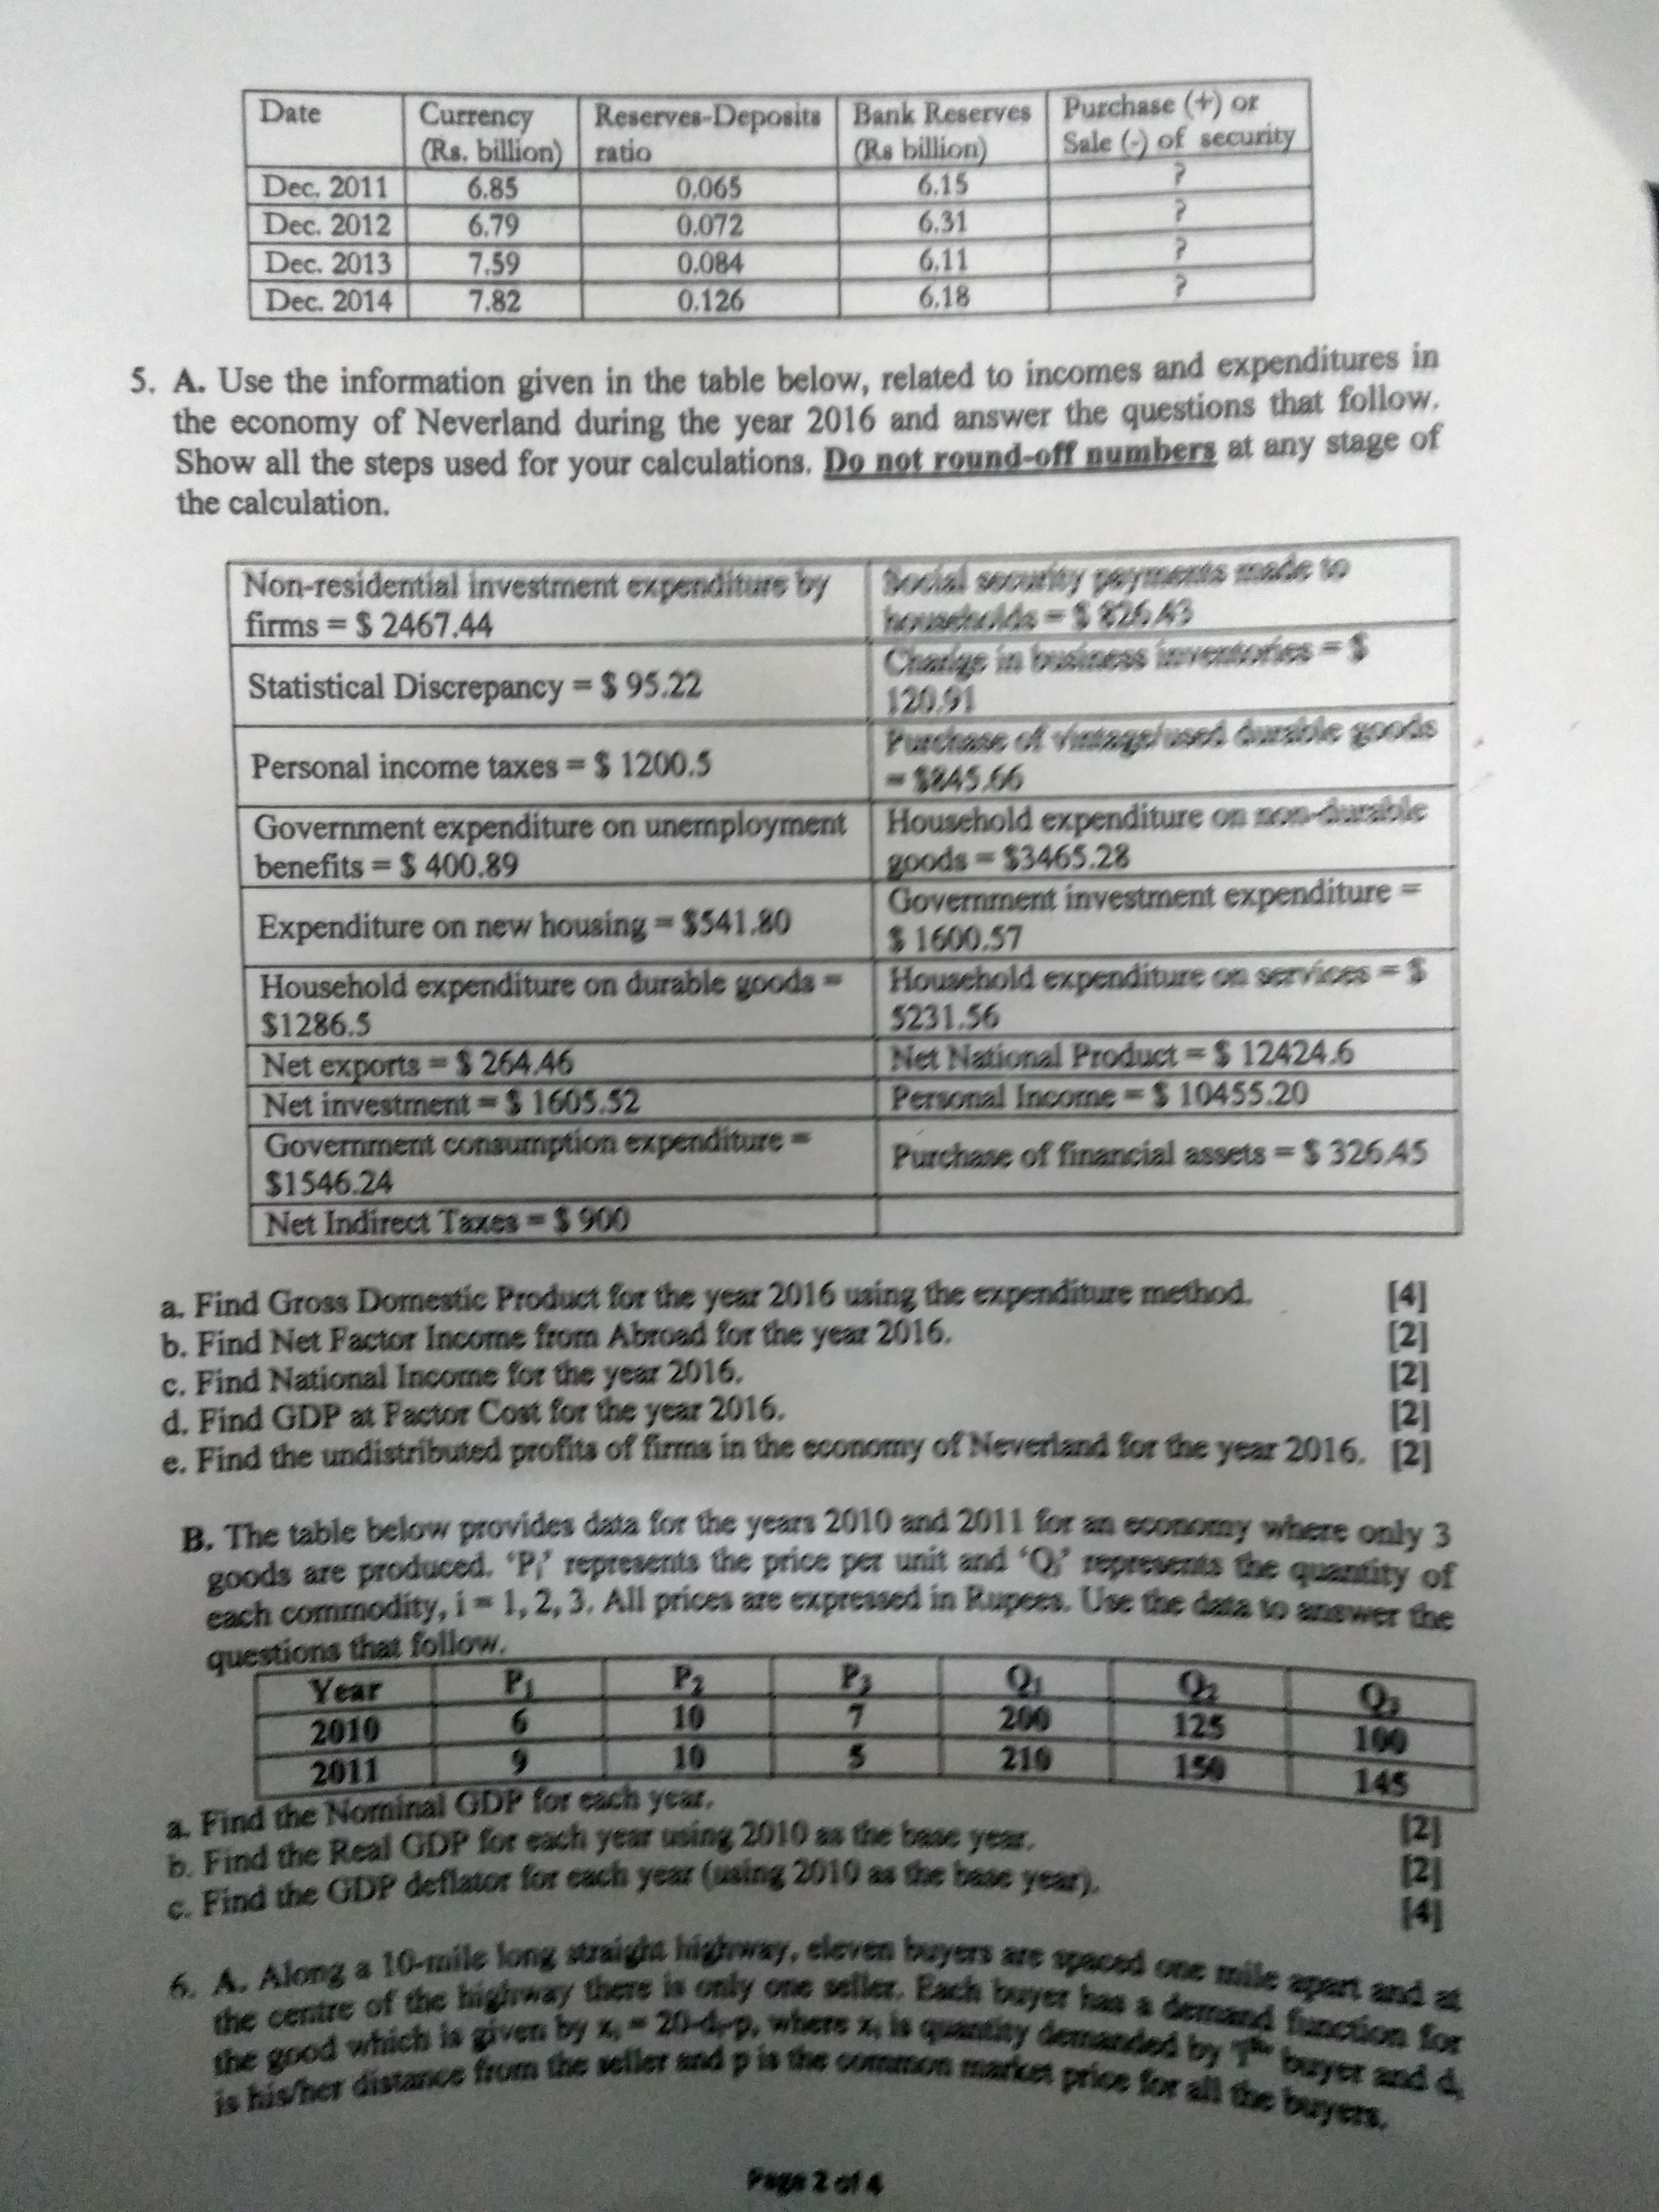 Date Currency (Rs. billion) Reserves-Deposits ratio Bank Reserves (Rs billion) Purchase (+) or Sale (-) of security
Dec. 2011 6.85 0.065 6.15 ?
Dec. 2012 6.79 0.072 6.31 ?
Dec. 2013 7.59 0.084 6.11 ?
Dec. 2014 7.82 0.126 6.18 ?
5. A. Use the information given in the table below, related to incomes and expenditures in
the economy of Neverland during the year 2016 and answer the questions that follow.
Show all the steps used for your calculations. Do not round-off numbers at any stage of
the calculation.
Non-residential investment expenditure by
firms = $ 2467.44
Social security payments made to
households = $ 826.43
Statistical Discrepancy = $ 95.22
Change in business inventories = $
120.91
Personal income taxes = $ 1200.5
Purchase of vintage/used durable goods
= $845.66
Government expenditure on unemployment
benefits = $ 400.89
Household expenditure on non-durable
goods = $3465.28
Expenditure on new housing = $541.80
Government investment expenditure =
$ 1600.57
Household expenditure on durable goods =
$1286.5
Household expenditure on services = $
5231.56
Net exports = $ 264.46
Net National Product = $ 12424.6
Net investment = $ 1605.52
Personal Income = $ 10455.20
Government consumption expenditure =
$1546.24
Purchase of financial assets = $ 326.45
Net Indirect Taxes = $ 900
a. Find Gross Domestic Product for the year 2016 using the expenditure method. [4]
b. Find Net Factor Income from Abroad for the year 2016. [2]
c. Find National Income for the year 2016. [2]
d. Find GDP at Factor Cost for the year 2016. [2]
e. Find the undistributed profits of firms in the economy of Neverland for the year 2016. [2]
B. The table below provides data for the years 2010 and 2011 for an economy where only 3
goods are produced. 'Pᵢ' represents the price per unit and 'Qᵢ' represents the quantity of
each commodity, i = 1, 2, 3. All prices are expressed in Rupees. Use the data to answer the
questions that follow.
Year P₁ P₂ P₃ Q₁ Q₂ Q₃
2010 6 10 7 200 125 100
2011 9 10 5 210 150 145
a. Find the Nominal GDP for each year. [2]
b. Find the Real GDP for each year using 2010 as the base year. [2]
c. Find the GDP deflator for each year (using 2010 as the base year). [4]
6. A. Along a 10-mile long straight highway, eleven buyers are spaced one mile apart and at
the centre of the highway there is only one seller. Each buyer has a demand function for
the good which is given by xᵢ = 20-dᵢ-p, where xᵢ is quantity demanded by 'iᵗʰ' buyer and dᵢ
is his/her distance from the seller and p is the common market price for all the buyers.
Page 2 of 4